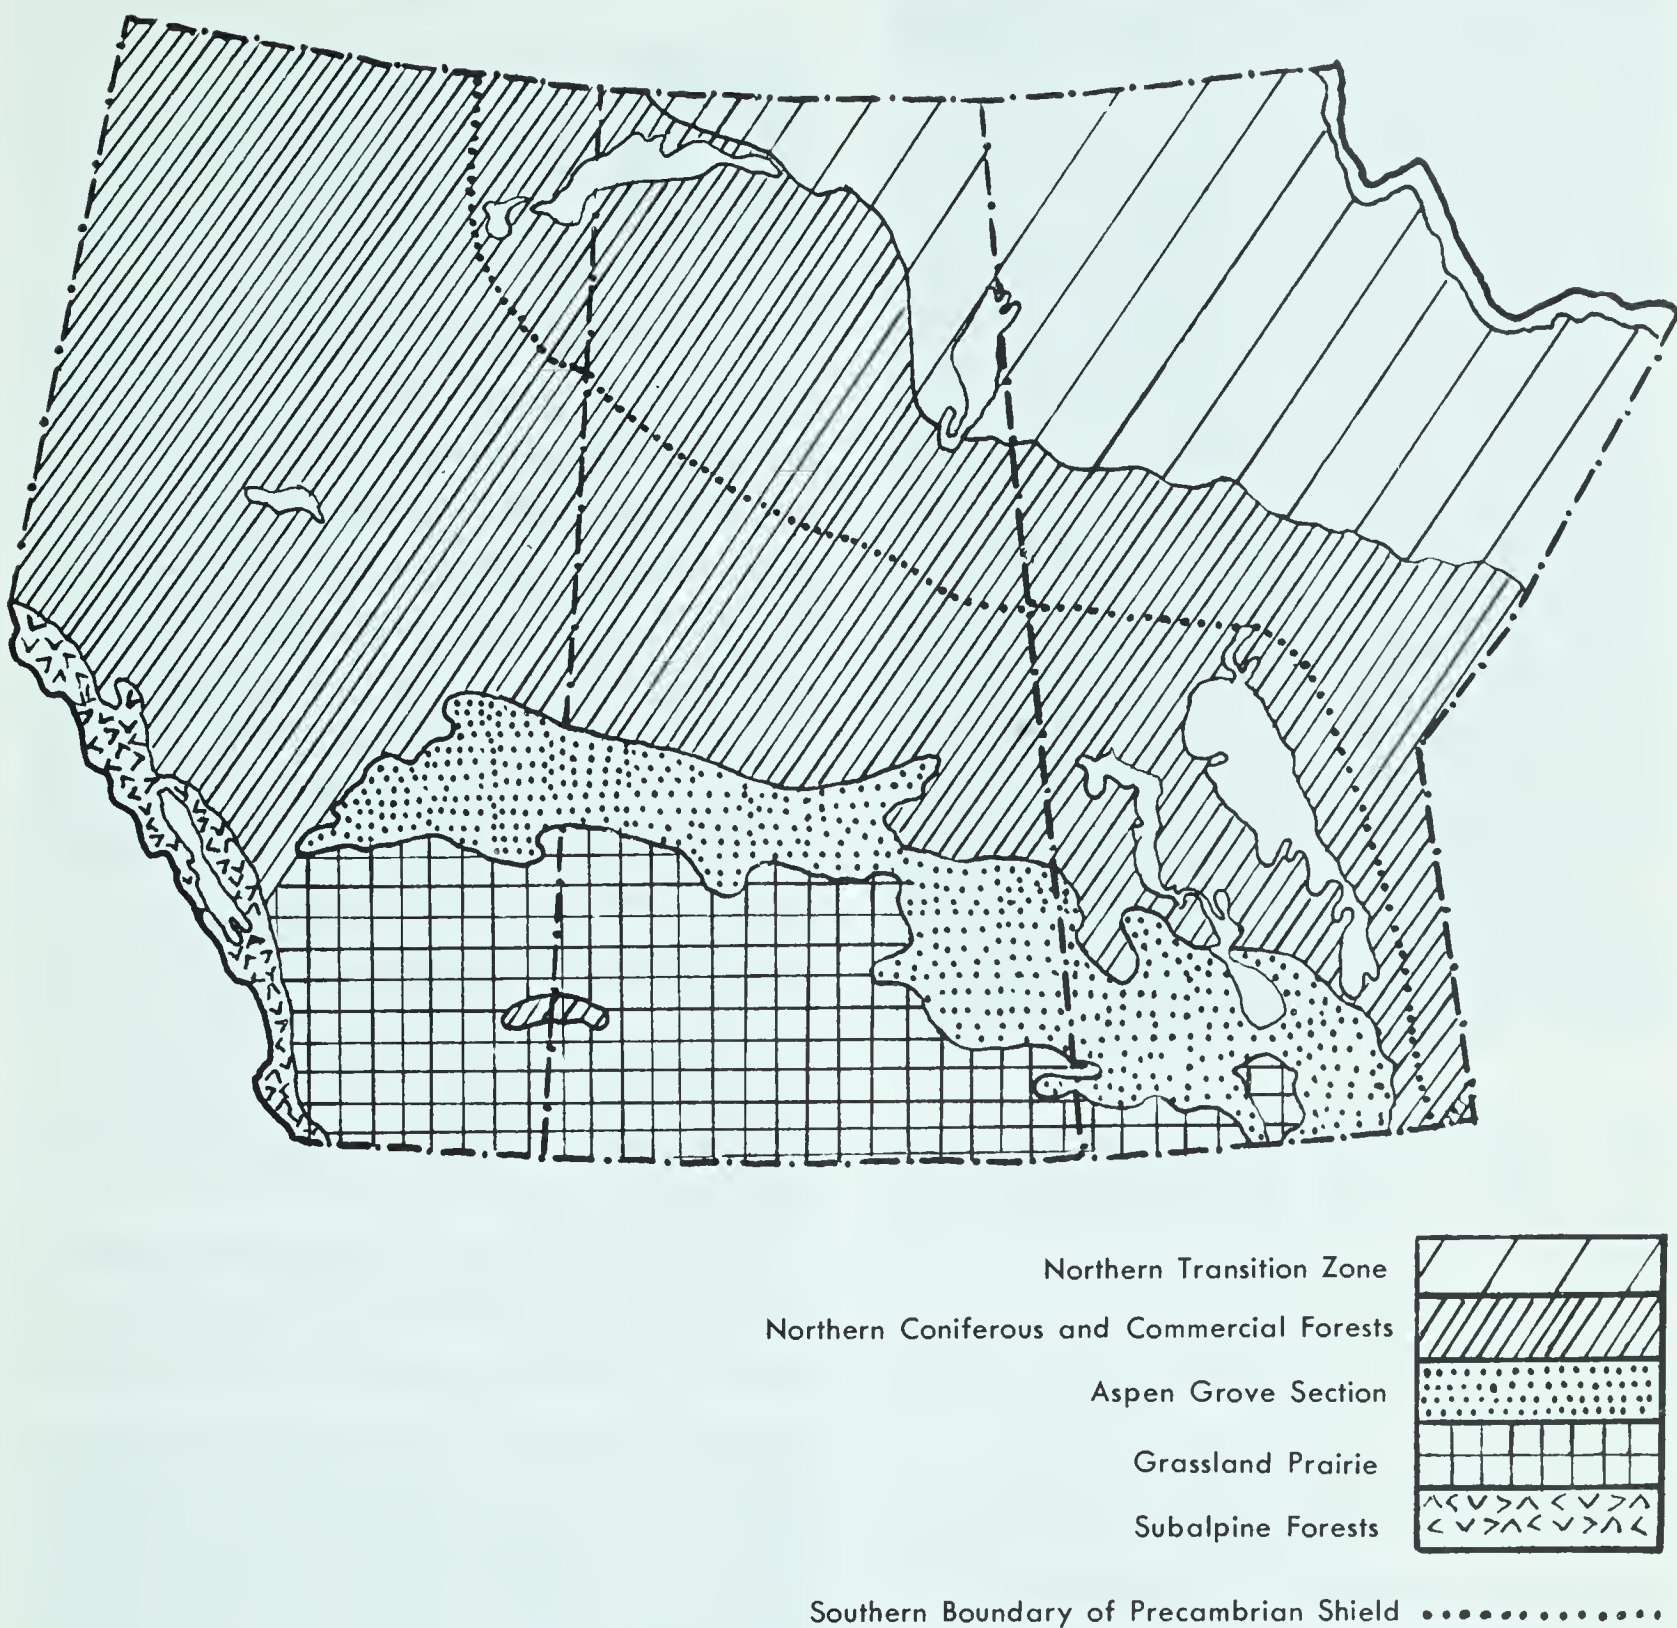 Northern Transition Zone
Northern Coniferous and Commercial Forests
Aspen Grove Section
Grassland Prairie
Subalpine Forests
Southern Boundary of Precambrian Shield